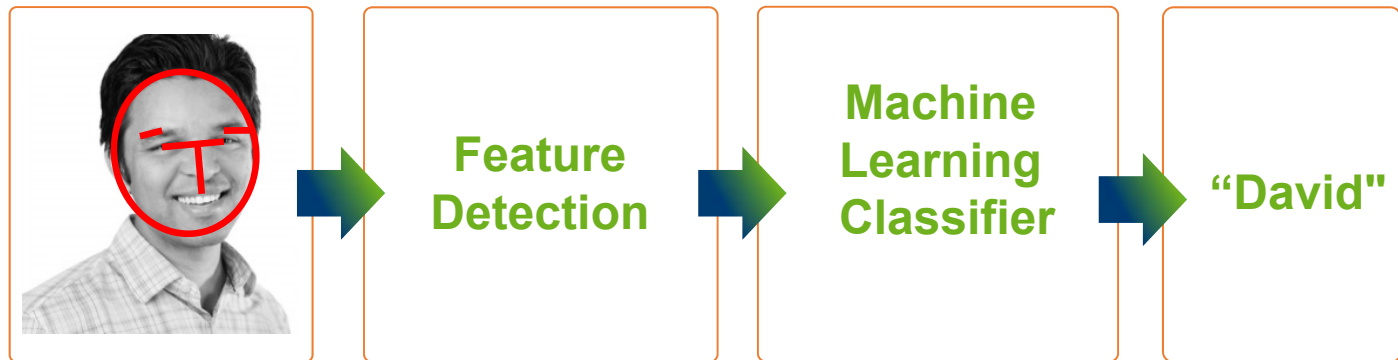 Feature
Detection
Machine
Learning
Classifier
“David"